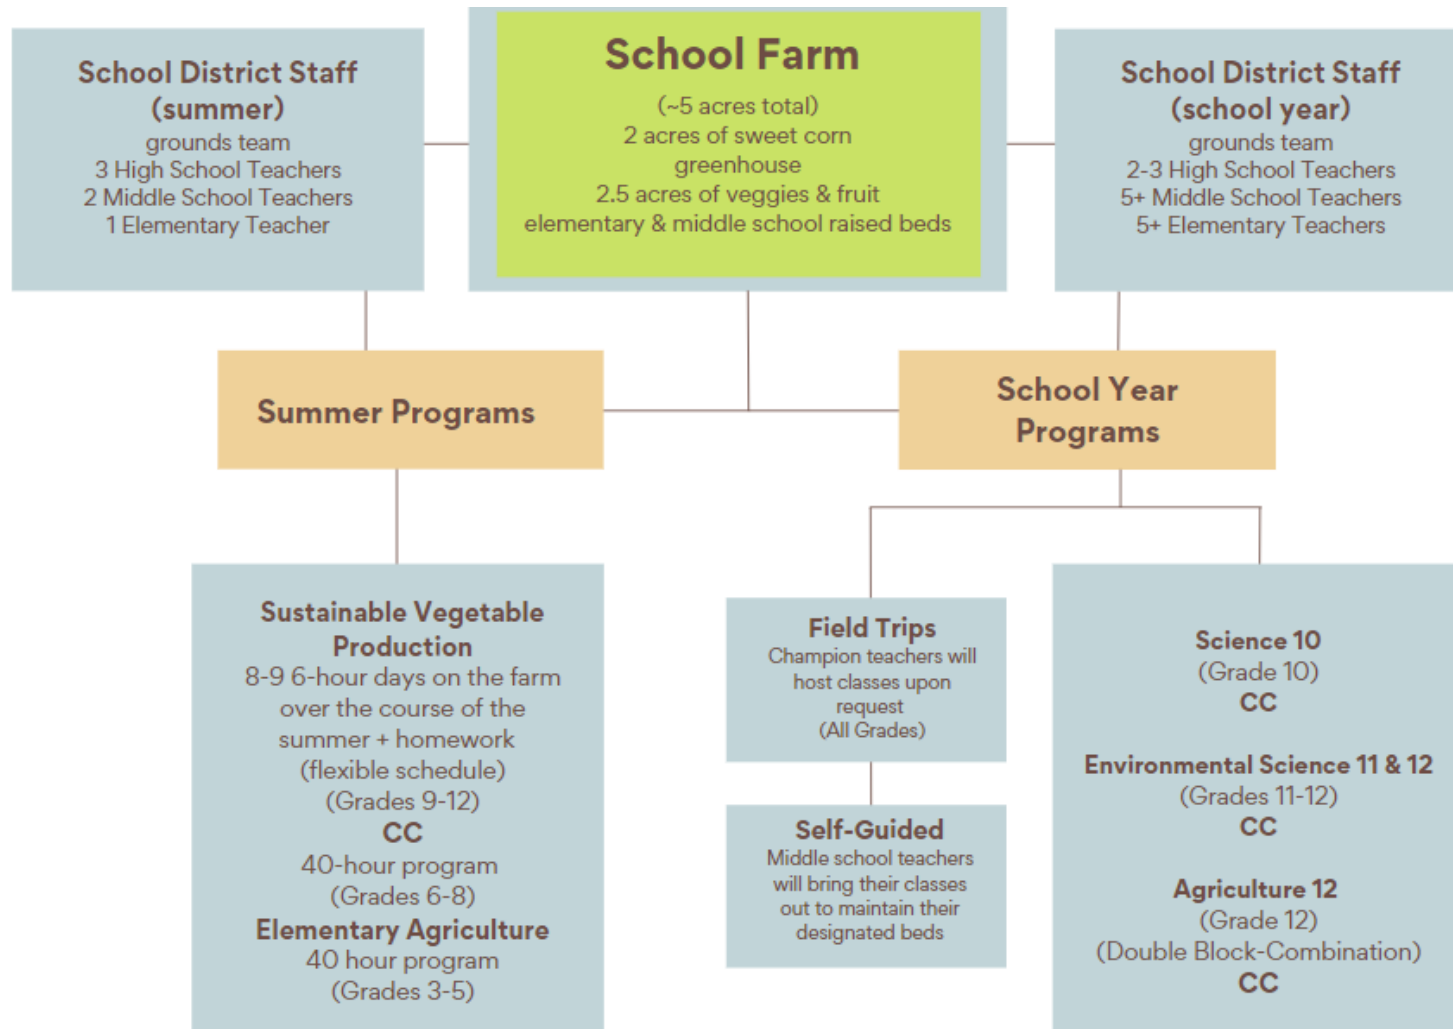 School District Staff
(summer)
grounds team
3 High School Teachers
2 Middle School Teachers
1 Elementary Teacher
School Farm
(~5 acres total)
2 acres of sweet corn
greenhouse
2.5 acres of veggies & fruit
elementary & middle school raised beds
School District Staff
(school year)
grounds team
2-3 High School Teachers
5+ Middle School Teachers
5+ Elementary Teachers
Summer Programs
School Year
Programs
Sustainable Vegetable
Production
8-9 6-hour days on the farm
over the course of the
summer + homework
(flexible schedule)
(Grades 9-12)
CC
40-hour program
(Grades 6-8)
Elementary Agriculture
40 hour program
(Grades 3-5)
Field Trips
Champion teachers will
host classes upon
request
(All Grades)
Self-Guided
Middle school teachers
will bring their classes
out to maintain their
designated beds
Science 10
(Grade 10)
CC
Environmental Science 11 & 12
(Grades 11-12)
CC
Agriculture 12
(Grade 12)
(Double Block-Combination)
CC